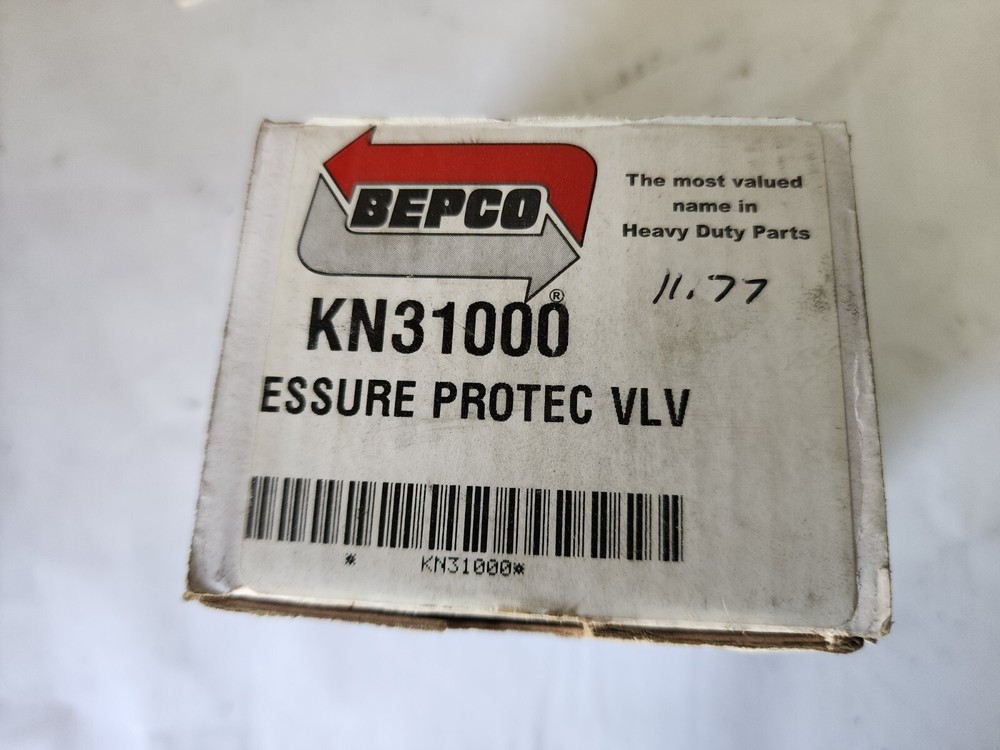 BEPCO
®
The most valued
name in
Heavy Duty Parts
11.77
KN31000
ESSURE PROTEC VLV
* KN31000*